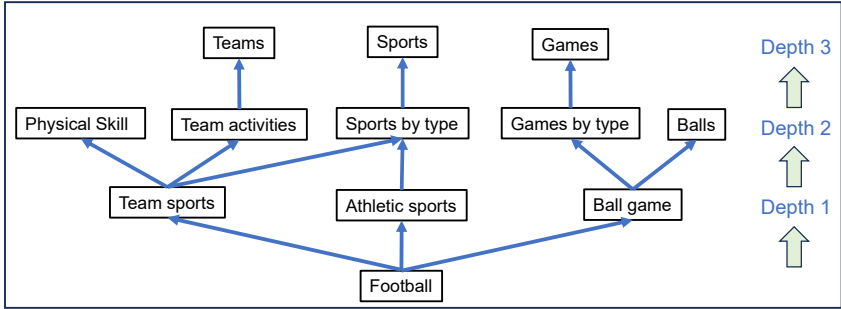 Teams
Sports
Games
Depth 3
Physical Skill
Team activities
Sports by type
Games by type
Balls
Depth 2
Team sports
Athletic sports
Ball game
Depth 1
Football